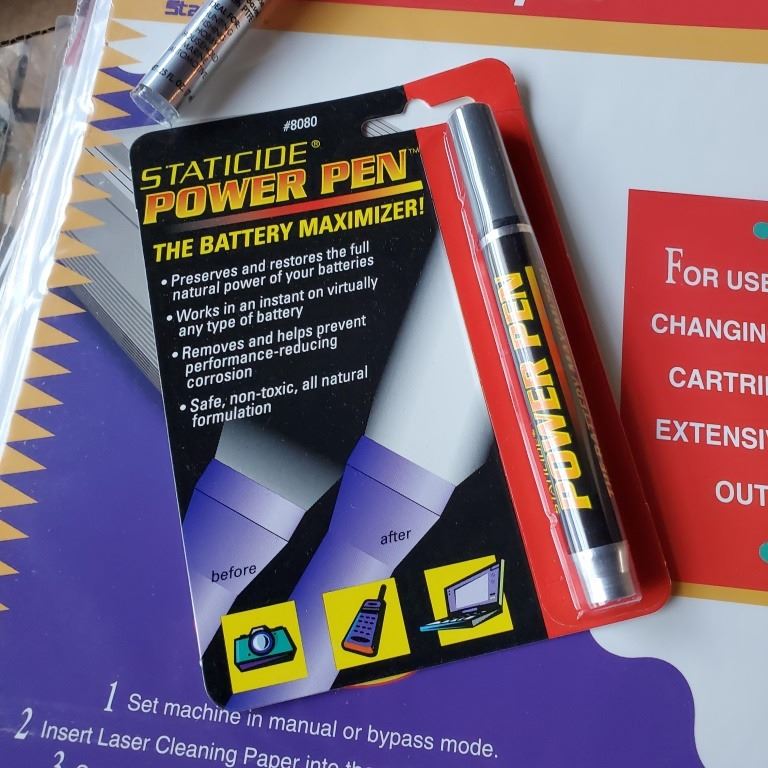 #8080
STATICIDE®
POWER PEN™
THE BATTERY MAXIMIZER!
• Preserves and restores the full
natural power of your batteries
• Works in an instant on virtually
any type of battery
• Removes and helps prevent
performance-reducing
corrosion
• Safe, non-toxic, all natural
formulation
before
after
POWER PEN
FOR USE
CHANGIN
CARTRI
EXTENSI
OUT
1 Set machine in manual or bypass mode.
2 Insert Laser Cleaning Paper into the
3